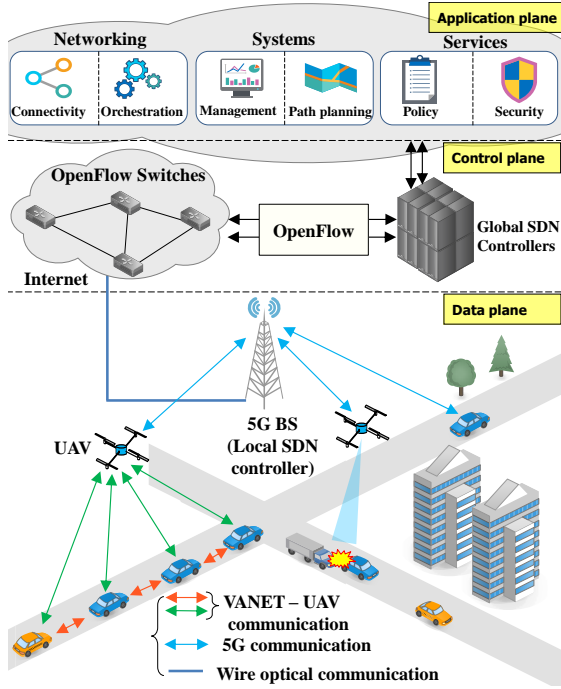 Application plane
Networking
Systems
Services
Connectivity
Orchestration
Management
Path planning
Policy
Security
Control plane
OpenFlow Switches
OpenFlow
Global SDN
Controllers
Internet
Data plane
5G BS
(Local SDN
controller)
UAV
VANET – UAV
communication
5G communication
Wire optical communication